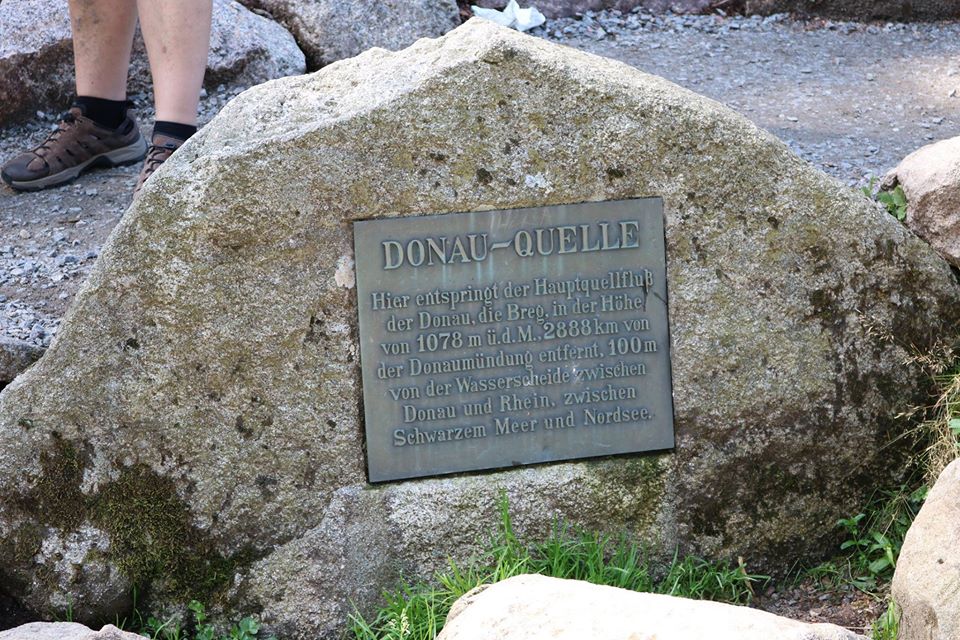 DONAU-QUELLE
Hier entspringt der Hauptquellfluß
der Donau, die Breg, in der Höhe
von 1078 m ü.d.M., 2888 km von
der Donaumündung entfernt, 100 m
von der Wasserscheide zwischen
Donau und Rhein, zwischen
Schwarzem Meer und Nordsee.